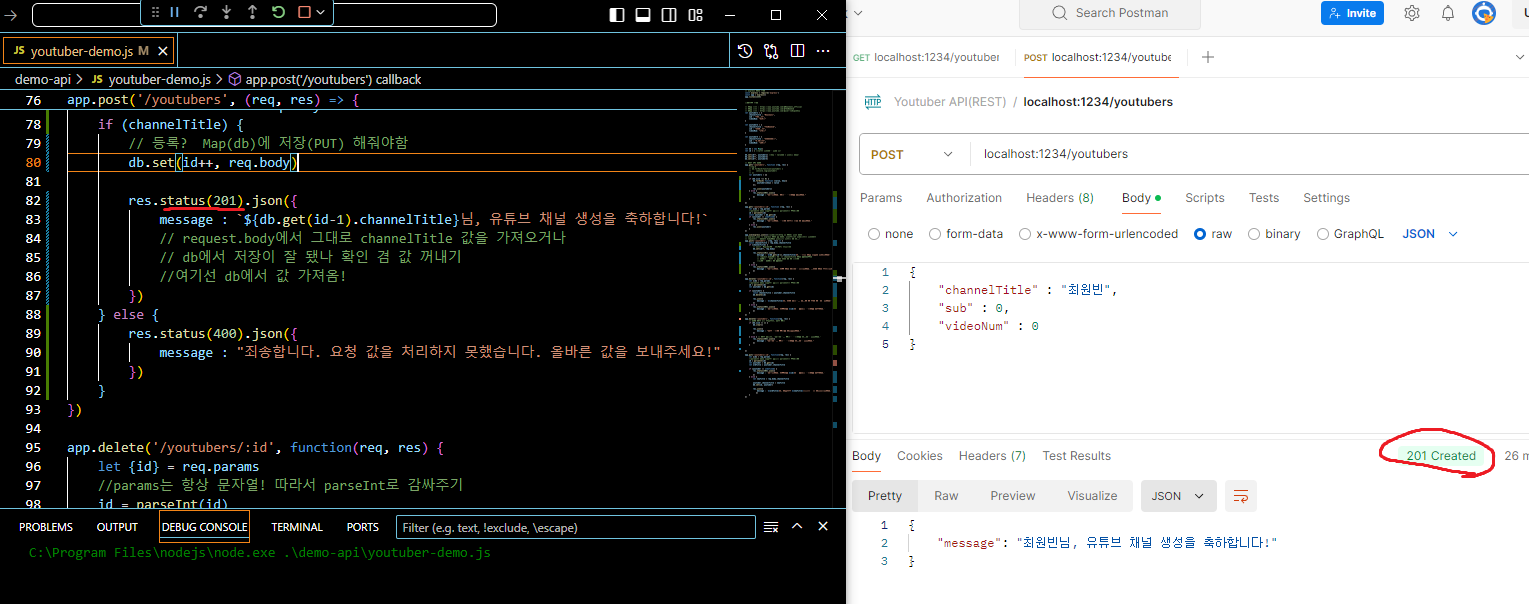 JS youtuber-demo.js M
demo-api > JS youtuber-demo.js > app.post('/youtubers') callback
76 app.post('/youtubers', (req, res) => {
78 if (channelTitle) {
79 // 등록? Map(db)에 저장(PUT) 해줘야함
80 db.set(id++, req.body)
81
82 res.status(201).json({
83 message : `${db.get(id-1).channelTitle}님, 유튜브 채널 생성을 축하합니다!`
84 // request.body에서 그대로 channelTitle 값을 가져오거나
85 // db에서 저장이 잘 됐나 확인 겸 값 꺼내기
86 //여기선 db에서 값 가져옴!
87 })
88 } else {
89 res.status(400).json({
90 message : "죄송합니다. 요청 값을 처리하지 못했습니다. 올바른 값을 보내주세요!"
91 })
92 }
93 })
94
95 app.delete('/youtubers/:id', function(req, res) {
96 let {id} = req.params
97 //params는 항상 문자열! 따라서 parseInt로 감싸주기
98 id = parseInt(id)
PROBLEMS OUTPUT DEBUG CONSOLE TERMINAL PORTS Filter (e.g. text, !exclude, \escape)
C:\Program Files\nodejs\node.exe .\demo-api\youtuber-demo.js
Search Postman
Invite
GET localhost:1234/youtuber POST localhost:1234/youtube
HTTP Youtuber API(REST) / localhost:1234/youtubers
POST localhost:1234/youtubers
Params Authorization Headers (8) Body Scripts Tests Settings
none form-data x-www-form-urlencoded raw binary GraphQL JSON
1 {
2 "channelTitle" : "최원빈",
3 "sub" : 0,
4 "videoNum" : 0
5 }
Body Cookies Headers (7) Test Results 201 Created 26 m
Pretty Raw Preview Visualize JSON
1 {
2 "message": "최원빈님, 유튜브 채널 생성을 축하합니다!"
3 }